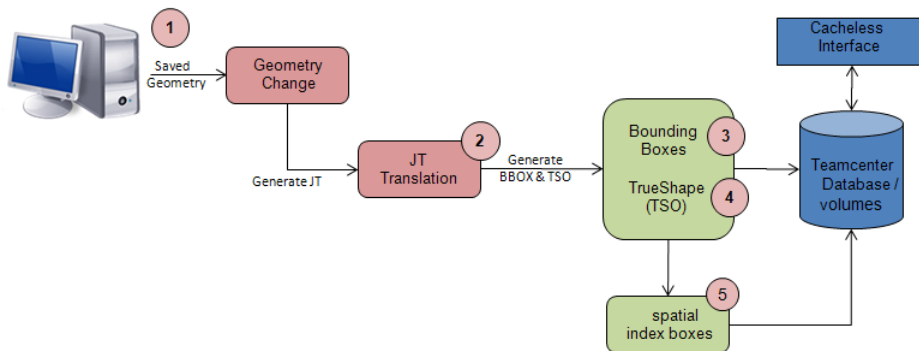 1
Saved
Geometry
Geometry
Change
Generate JT
JT
Translation
2
Generate
BBOX & TSO
Bounding
Boxes
3
TrueShape
(TSO)
4
spatial
index boxes
5
Cacheless
Interface
Teamcenter
Database /
volumes